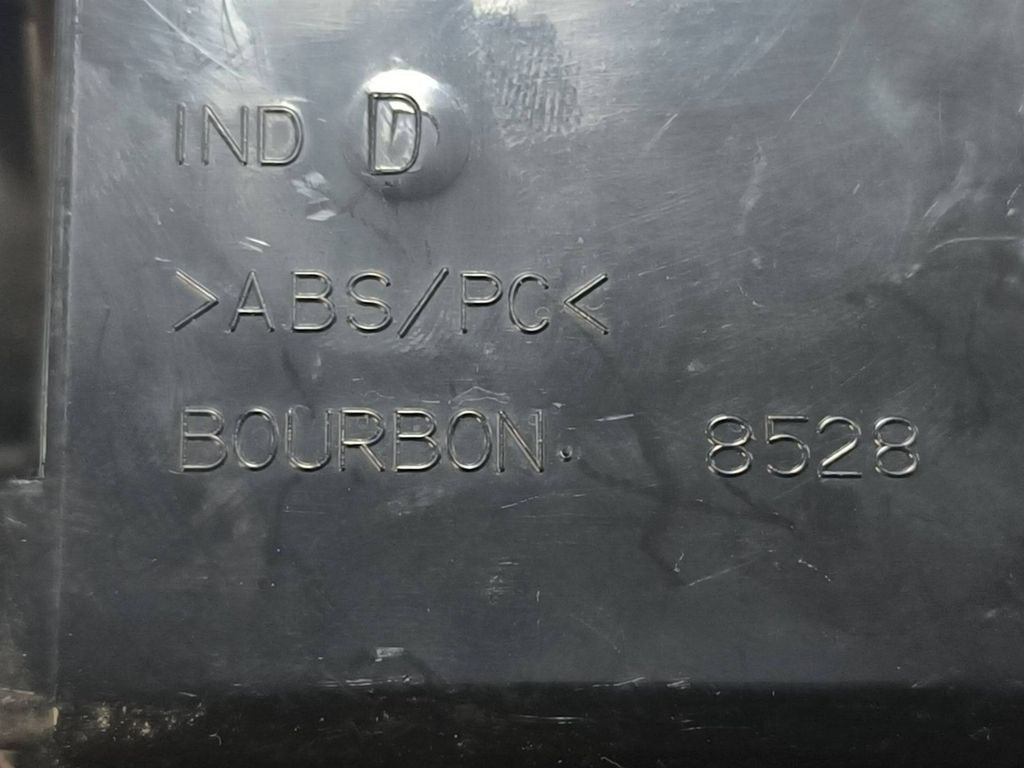 IND D
>ABS/PC<
BOURBON. 8528